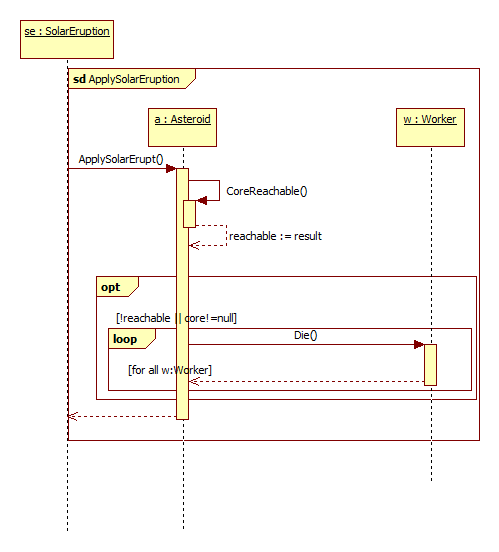 se : SolarEruption
sd ApplySolarEruption
a : Asteroid
w : Worker
ApplySolarErupt()
CoreReachable()
reachable := result
opt
[!reachable || core!=null]
loop
Die()
[for all w:Worker]